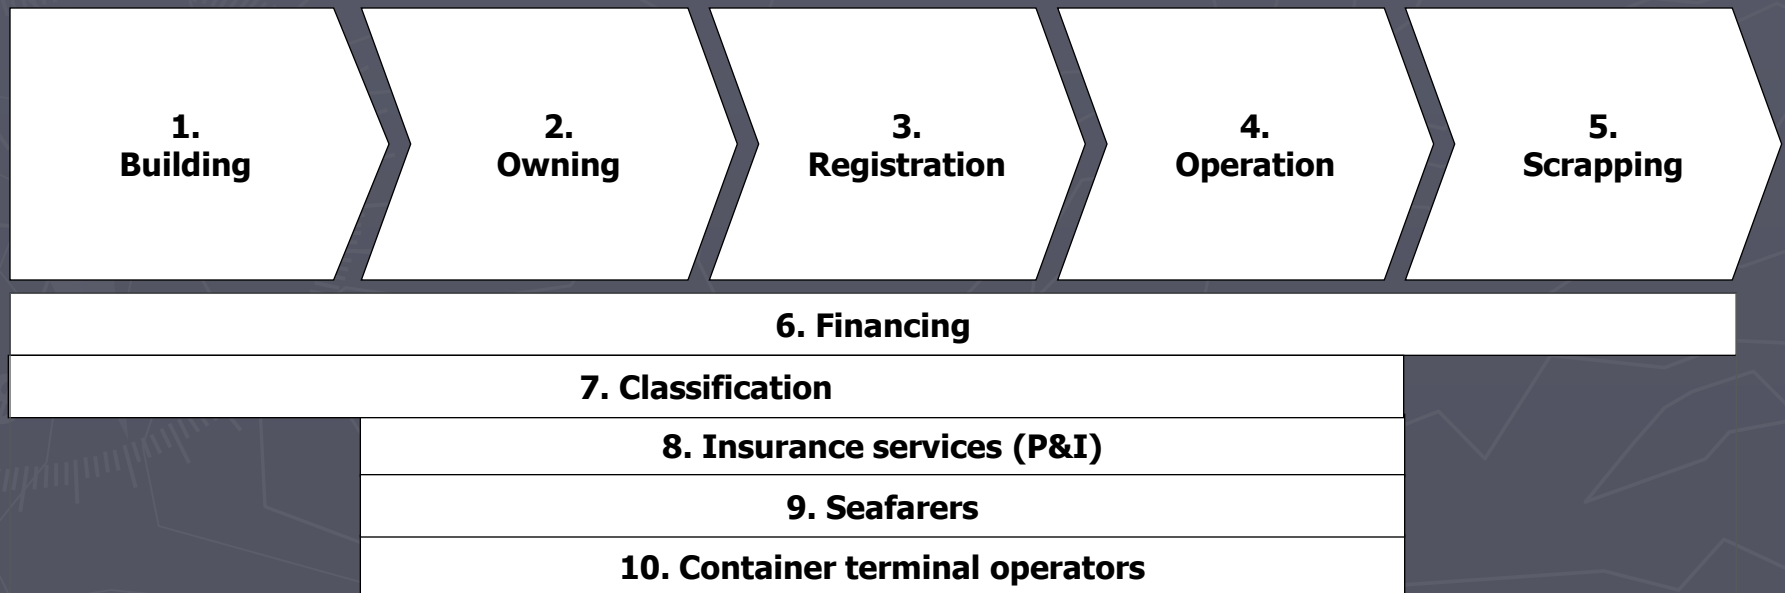 1.
Building
2.
Owning
3.
Registration
4.
Operation
5.
Scrapping
6. Financing
7. Classification
8. Insurance services (P&I)
9. Seafarers
10. Container terminal operators